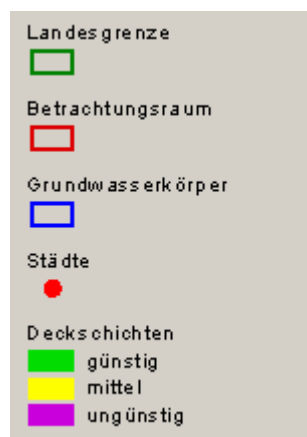 Landesgrenze
Betrachtungsraum
Grundwasserkörper
Städte
Deckschichten
günstig
mittel
ungünstig